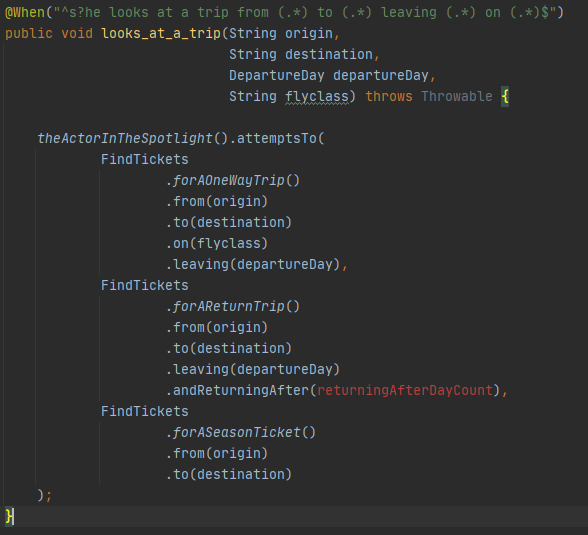 @When("^s?he looks at a trip from (.*) to (.*) leaving (.*) on (.*)$")
public void looks_at_a_trip(String origin,
String destination,
DepartureDay departureDay,
String flyclass) throws Throwable {
theActorInTheSpotlight().attemptsTo(
FindTickets
.forAOneWayTrip()
.from(origin)
.to(destination)
.on(flyclass)
.leaving(departureDay),
FindTickets
.forAReturnTrip()
.from(origin)
.to(destination)
.leaving(departureDay)
.andReturningAfter(returningAfterDayCount),
FindTickets
.forASeasonTicket()
.from(origin)
.to(destination)
);
}